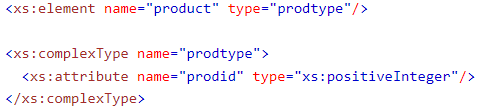 <xs:element name="product" type="prodtype"/>
<xs:complexType name="prodtype">
  <xs:attribute name="prodid" type="xs:positiveInteger"/>
</xs:complexType>